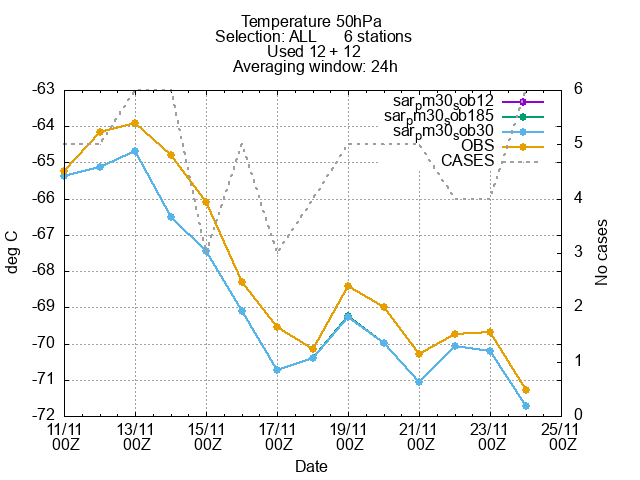 Temperature 50hPa
Selection: ALL 6 stations
Used 12 + 12
Averaging window: 24h
sar_pm30_sob12
sar_pm30_sob185
sar_pm30_sob30
OBS
CASES
-63
-64
-65
-66
-67
-68
-69
-70
-71
-72
6
5
4
3
2
1
0
deg C
No cases
11/11 13/11 15/11 17/11 19/11 21/11 23/11 25/11
00Z 00Z 00Z 00Z 00Z 00Z 00Z 00Z
Date